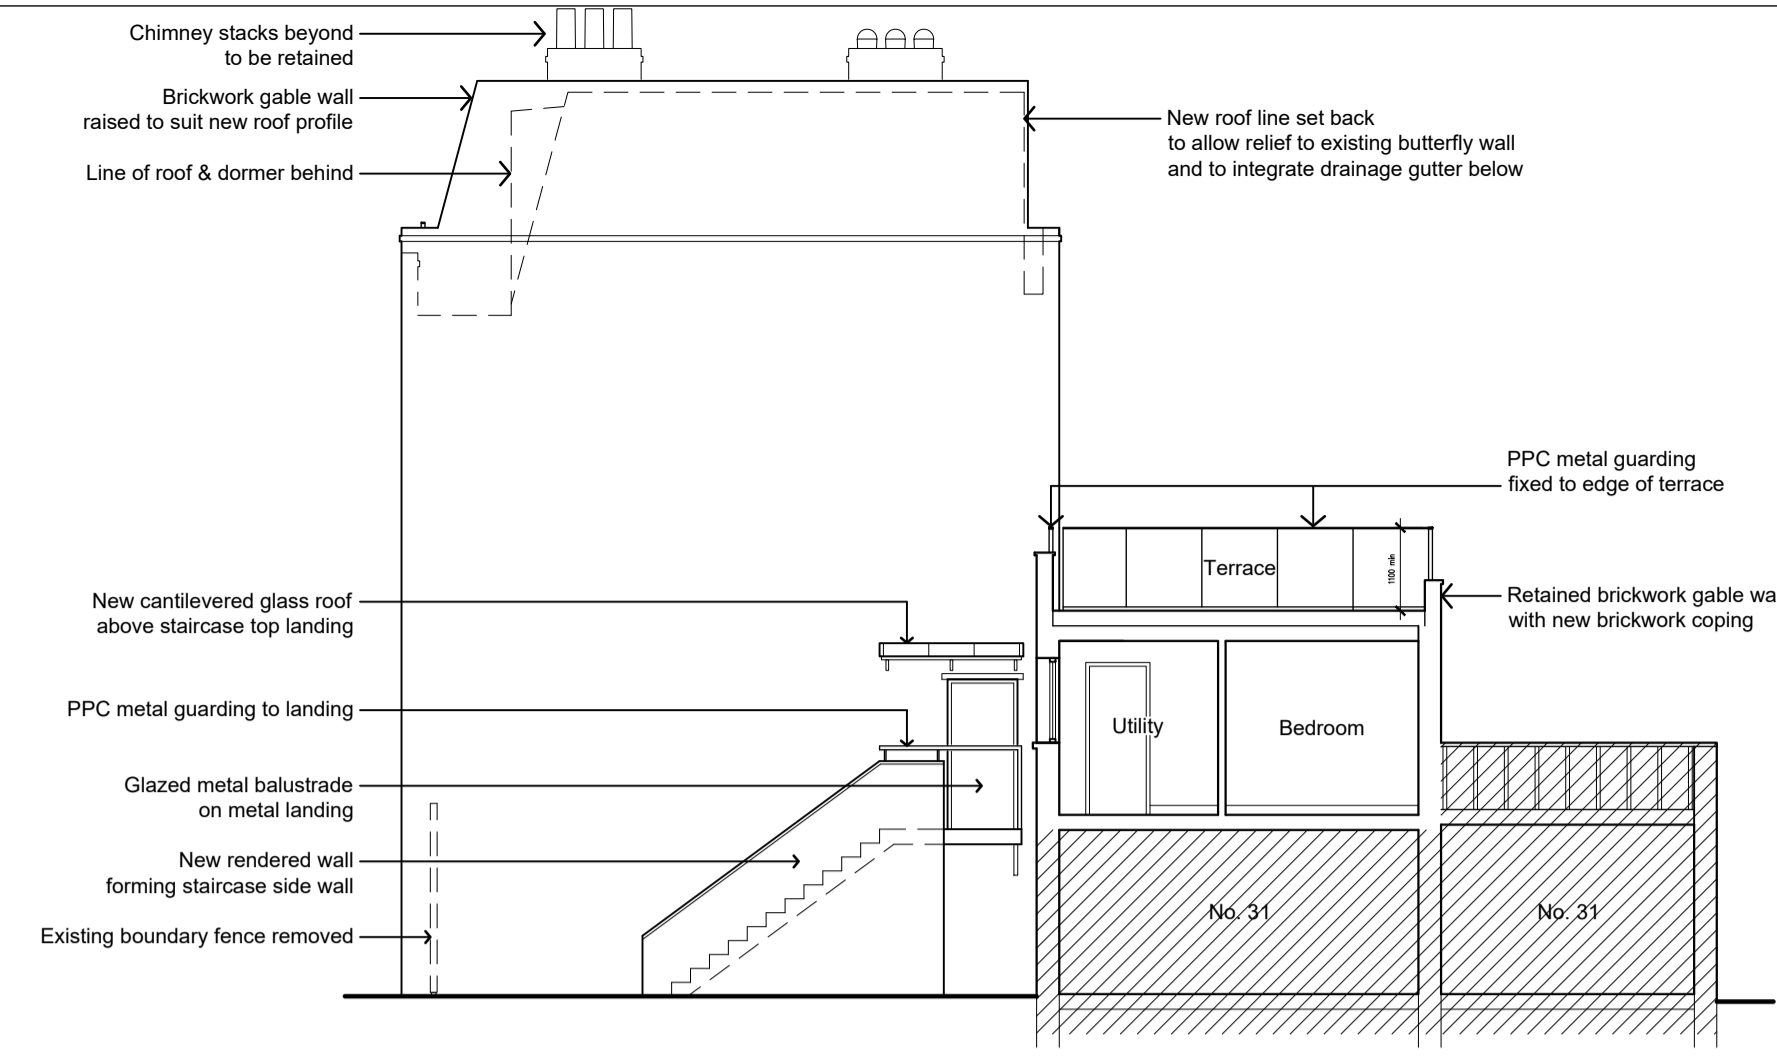 Chimney stacks beyond
to be retained
Brickwork gable wall
raised to suit new roof profile
Line of roof & dormer behind
New roof line set back
to allow relief to existing butterfly wall
and to integrate drainage gutter below
PPC metal guarding
fixed to edge of terrace
Terrace
1100 min
Retained brickwork gable wa
with new brickwork coping
New cantilevered glass roof
above staircase top landing
PPC metal guarding to landing
Utility
Bedroom
Glazed metal balustrade
on metal landing
New rendered wall
forming staircase side wall
No. 31
No. 31
Existing boundary fence removed